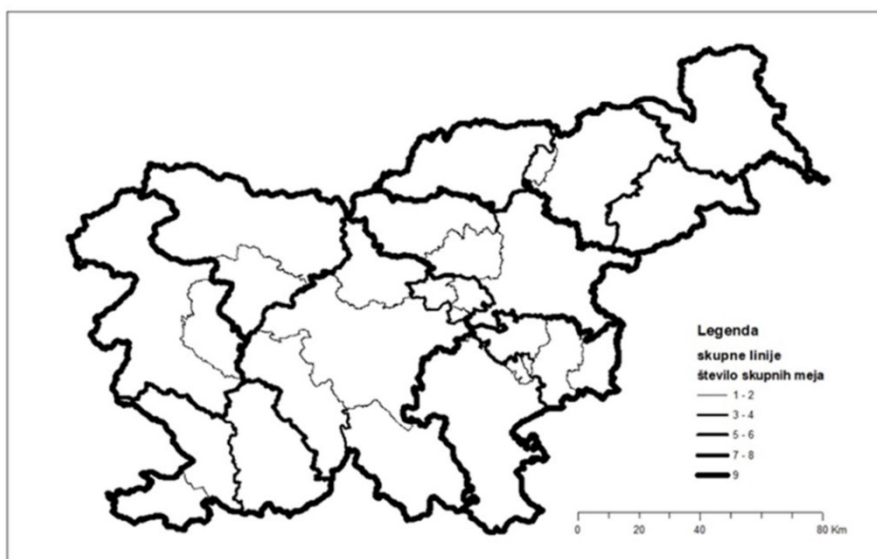 Legenda
skupne linije
število skupnih meja
1 - 2
3 - 4
5 - 6
7 - 8
9
0 20 40 80 Km